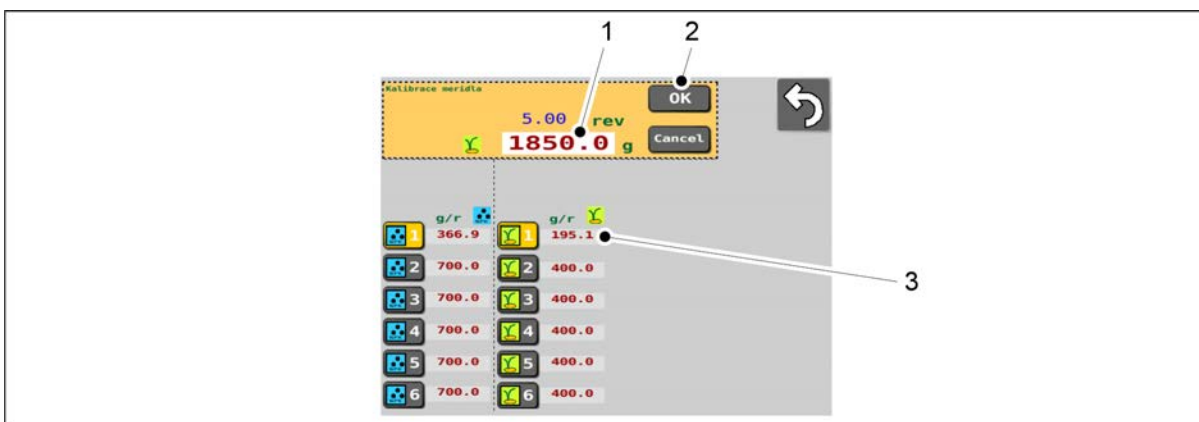 1 2
Kalibrace meridla
OK
5.00 rev
1850.0 g
Cancel
g/r g/r
1 366.9 1 195.1
3
2 700.0 2 400.0
3 700.0 3 400.0
4 700.0 4 400.0
5 700.0 5 400.0
6 700.0 6 400.0